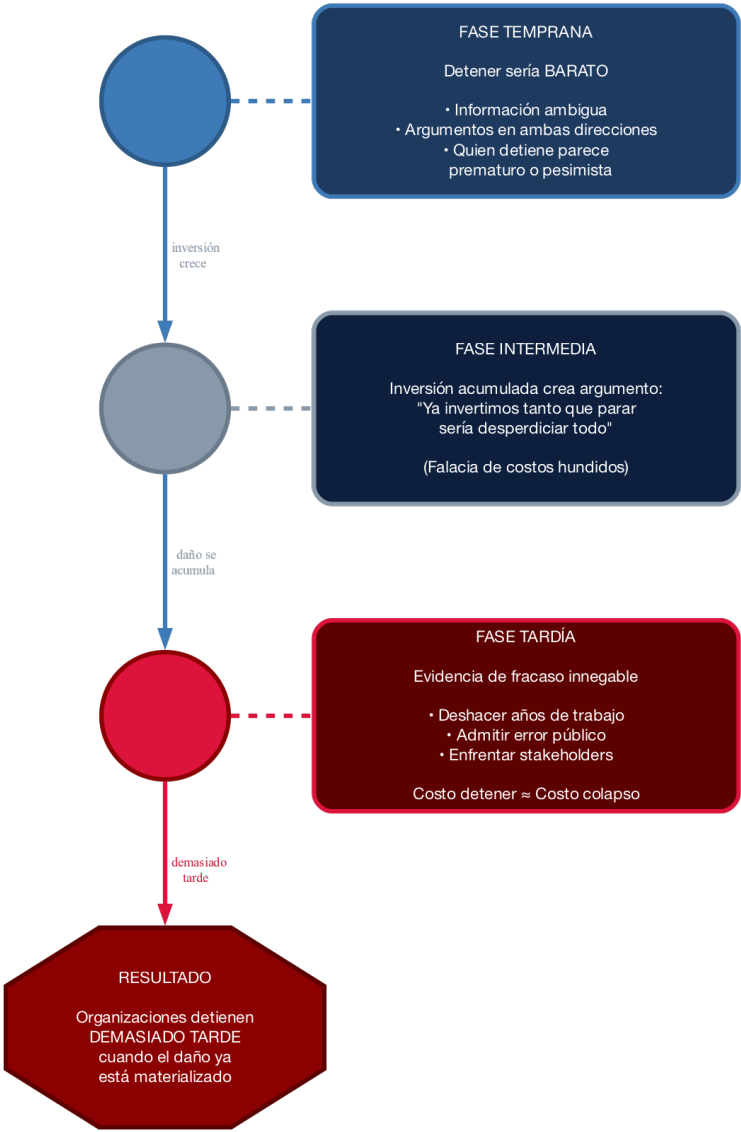 FASE TEMPRANA
Detener sería BARATO
• Información ambigua
• Argumentos en ambas direcciones
• Quien detiene parece
prematuro o pesimista
inversión
crece
FASE INTERMEDIA
Inversión acumulada crea argumento:
"Ya invertimos tanto que parar
sería desperdiciar todo"
(Falacia de costos hundidos)
daño se
acumula
FASE TARDÍA
Evidencia de fracaso innegable
• Deshacer años de trabajo
• Admitir error público
• Enfrentar stakeholders
Costo detener ≈ Costo colapso
demasiado
tarde
RESULTADO
Organizaciones detienen
DEMASIADO TARDE
cuando el daño ya
está materializado